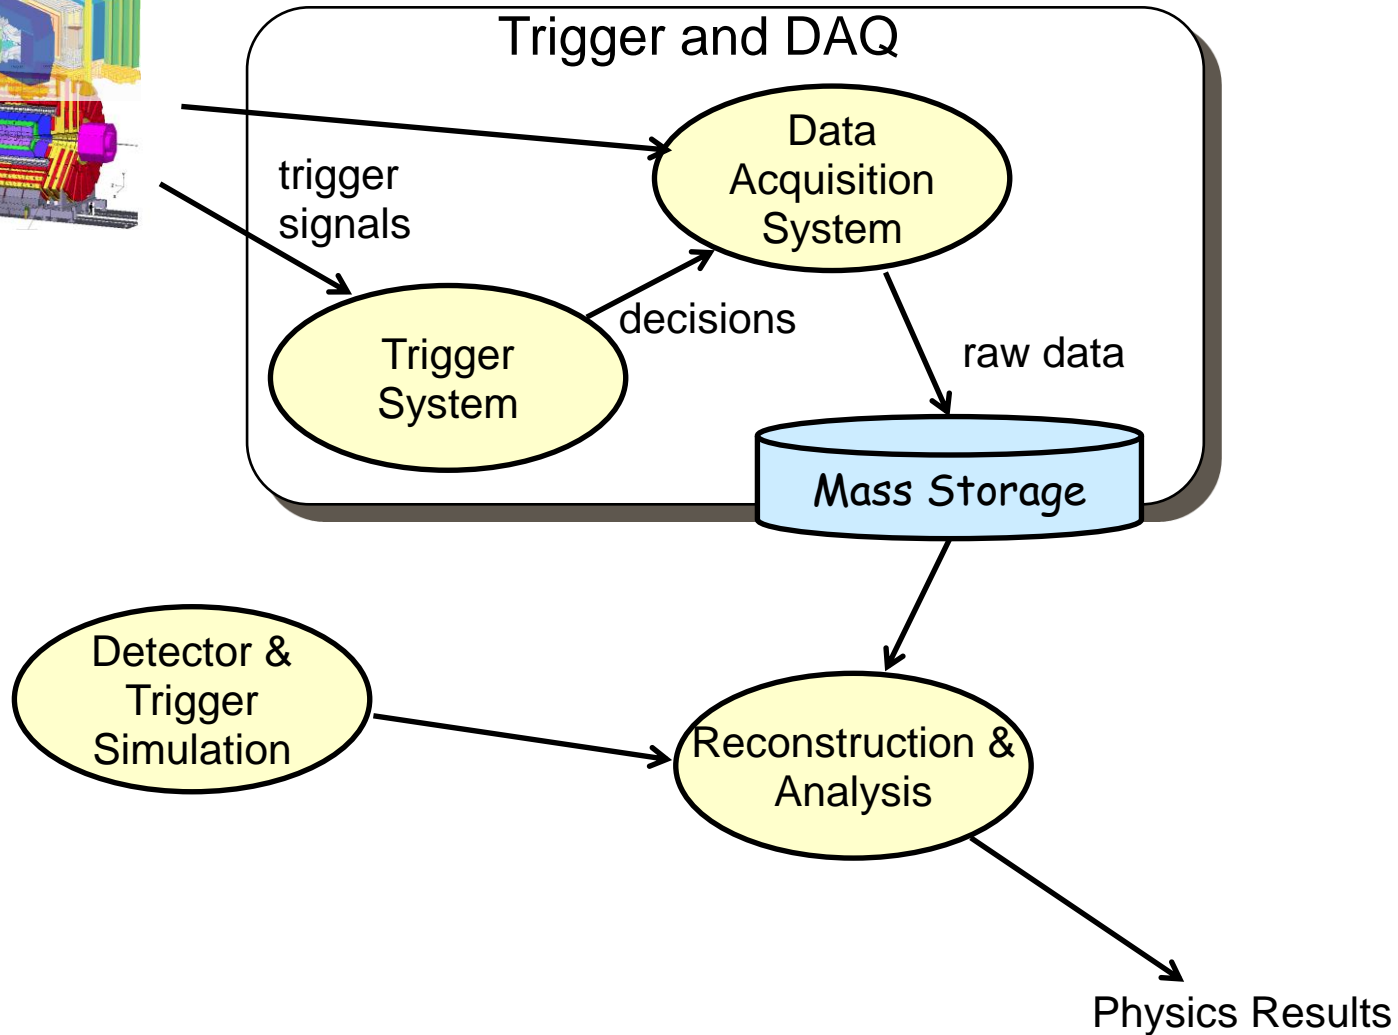 Trigger and DAQ
Data
Acquisition
System
trigger
signals
decisions
Trigger
System
raw data
Mass Storage
Detector &
Trigger
Simulation
Reconstruction &
Analysis
Physics Results